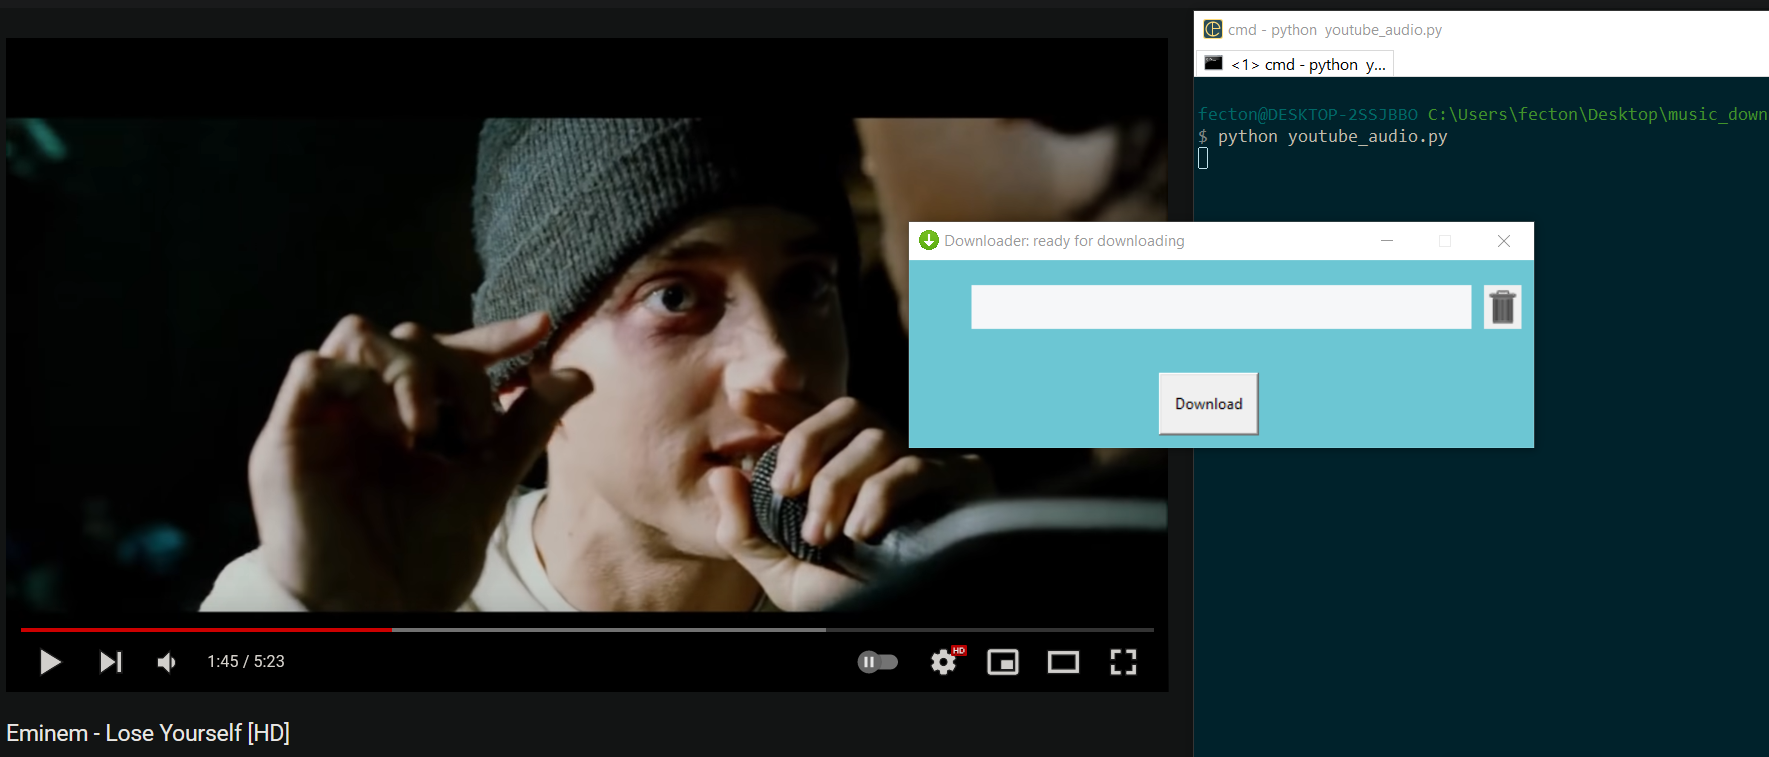 cmd - python  youtube_audio.py
<1> cmd - python  y...
fecton@DESKTOP-2SSJBBO C:\Users\fecton\Desktop\music_down
$ python youtube_audio.py
Downloader: ready for downloading
Download
1:45 / 5:23
HD
Eminem - Lose Yourself [HD]